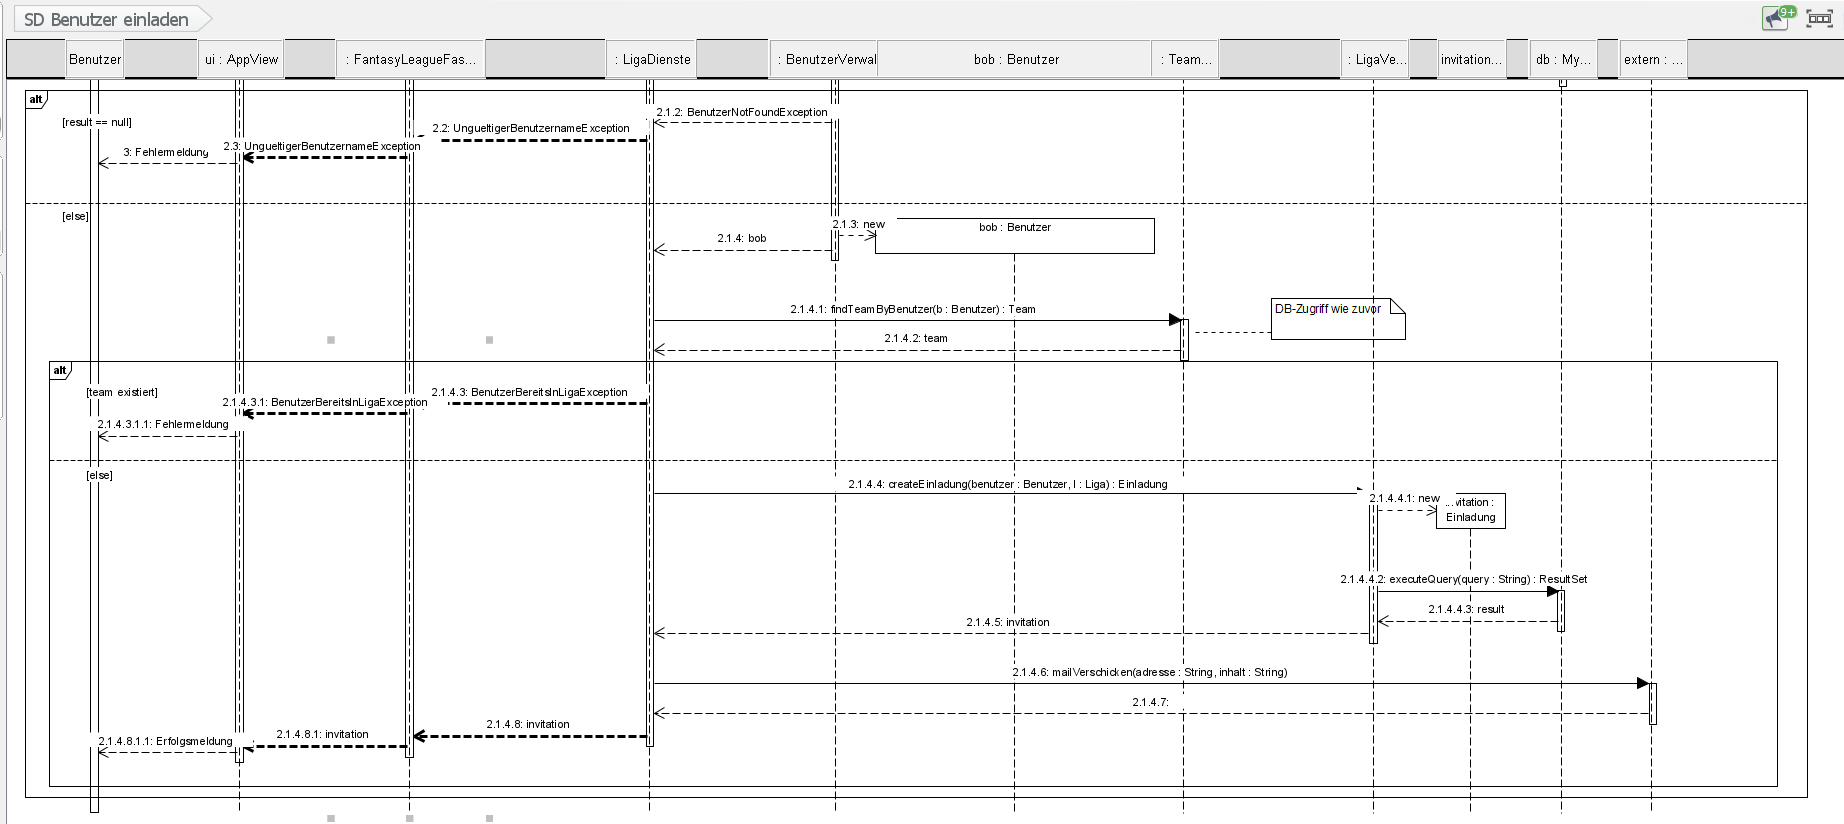 SD Benutzer einladen
9+
Benutzer
ui : AppView
: FantasyLeagueFas...
: LigaDienste
: BenutzerVerwal
bob : Benutzer
: Team...
: LigaVe...
invitation...
db : My...
extern : ...
alt
[result == null]
2.1.2: BenutzerNotFoundException
2.2: UngueltigerBenutzernameException
2.3: UngueltigerBenutzernameException
3: Fehlermeldung
[else]
2.1.3: new
bob : Benutzer
2.1.4: bob
2.1.4.1: findTeamByBenutzer(b : Benutzer) : Team
DB-Zugriff wie zuvor
2.1.4.2: team
alt
[team existiert]
2.1.4.3: BenutzerBereitsInLigaException
2.1.4.3.1: BenutzerBereitsInLigaException
2.1.4.3.1.1: Fehlermeldung
[else]
2.1.4.4: createEinladung(benutzer : Benutzer, l : Liga) : Einladung
2.1.4.4.1: new
...vitation :
Einladung
2.1.4.4.2: executeQuery(query : String) : ResultSet
2.1.4.4.3: result
2.1.4.5: invitation
2.1.4.6: mailVerschicken(adresse : String, inhalt : String)
2.1.4.7:
2.1.4.8: invitation
2.1.4.8.1: invitation
2.1.4.8.1.1: Erfolgsmeldung